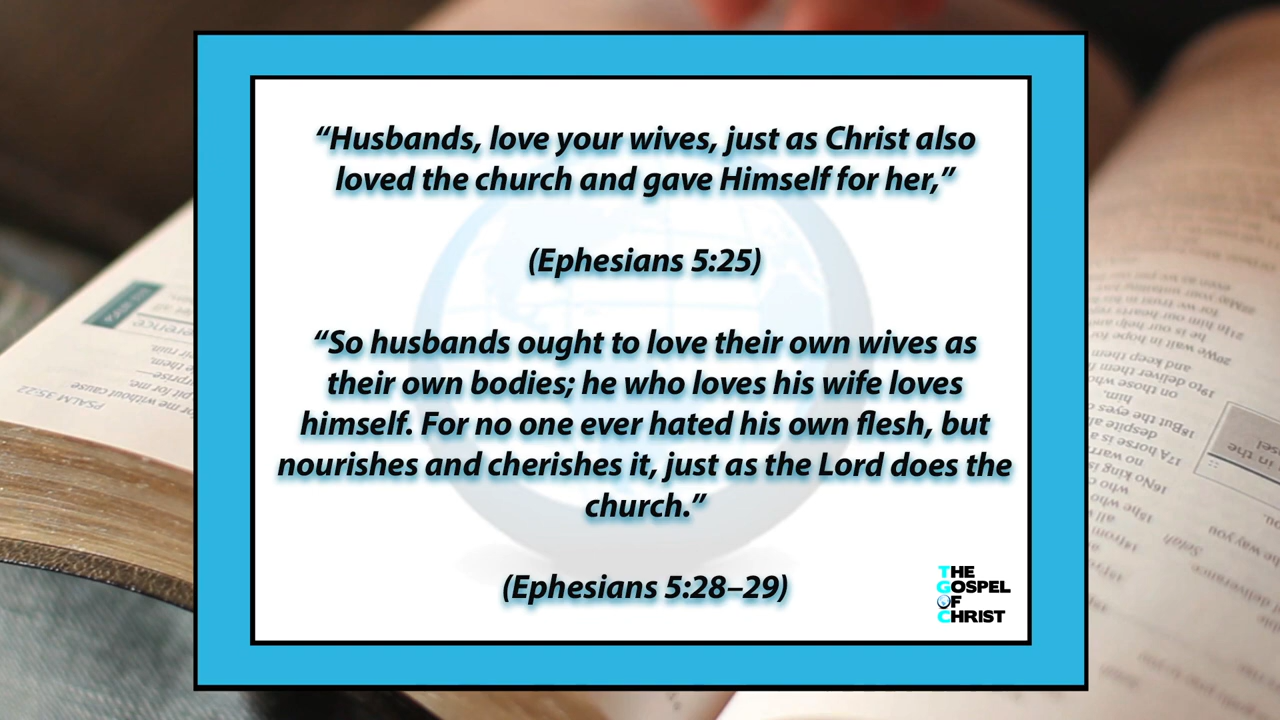 “Husbands, love your wives, just as Christ also
loved the church and gave Himself for her,”
(Ephesians 5:25)
“So husbands ought to love their own wives as
their own bodies; he who loves his wife loves
himself. For no one ever hated his own flesh, but
nourishes and cherishes it, just as the Lord does the
church.”
(Ephesians 5:28–29)
THE
GOSPEL
OF
CHRIST
PSALM 35:22